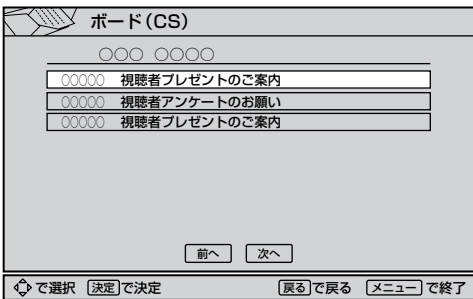 ボード(CS)
○○○ ○○○○
○○○○○ 視聴者プレゼントのご案内
○○○○○ 視聴者アンケートのお願い
○○○○○ 視聴者プレゼントのご案内
前へ 次へ
で選択 決定で決定 戻るで戻る メニューで終了